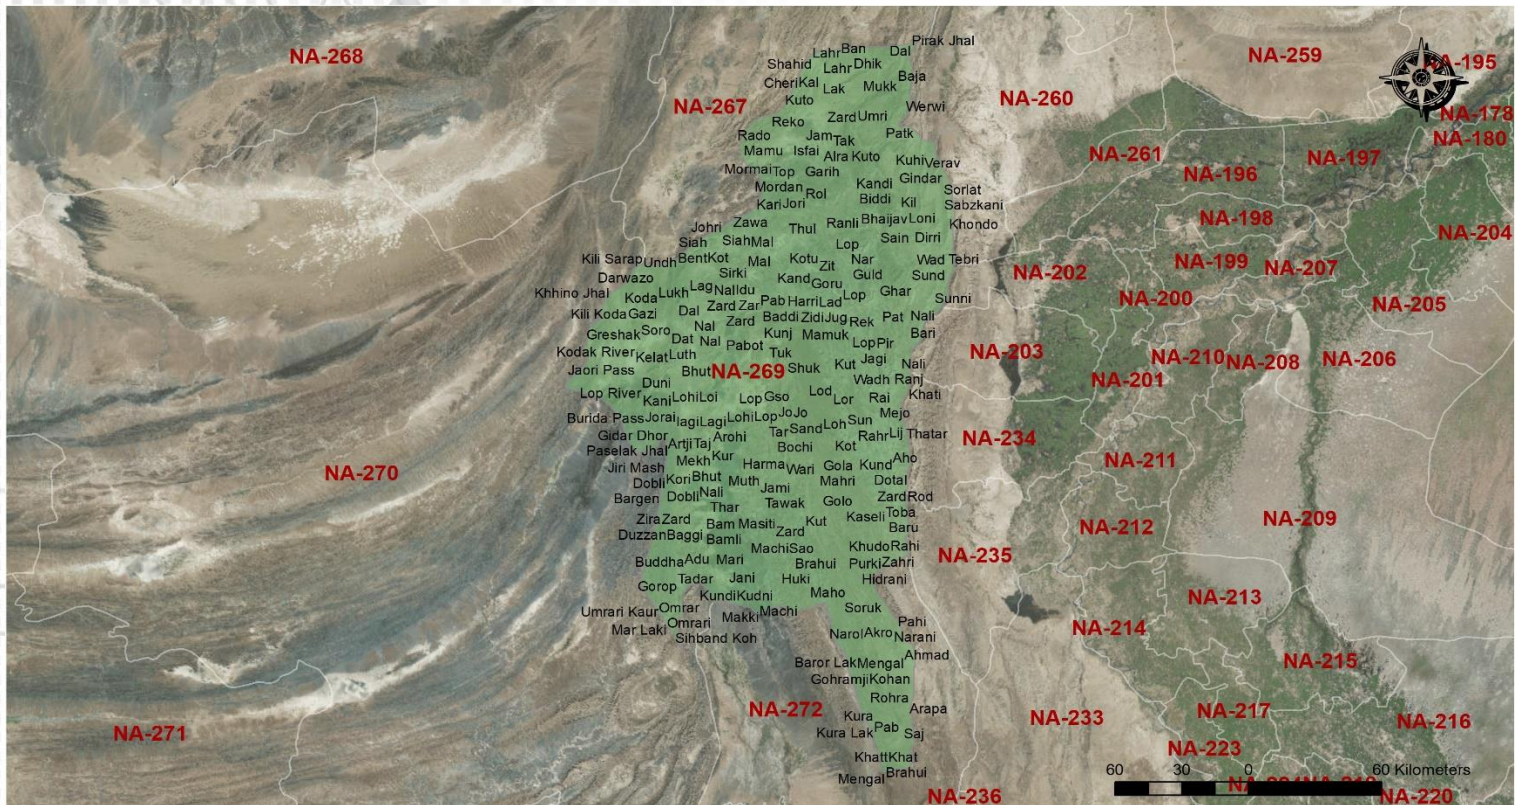 Pirak Jhal
Lahr Ban Dal
NA-268 NA-259 NA-195
Shahid Lahr Dhik
Cheri Kal Lak Mukk Baja
NA-267 Kuto Werwi NA-260
NA-178
Reko Zard Umri
Rado Jam Tak Patk NA-180
Mamu Isfai Alra Kuto Kuhi Verav NA-261 NA-197
Mormai Top Garih Gindar NA-196
Mordan Rol Kandi Sorlat
Kari Jori Biddi Kil Sabzkani
Johri Zawa Thul Ranli Bhaijav Loni Khondo NA-198
Siah Siah Mal Lop Sain Dirri NA-204
Kili Sarap Undh Bent Kot Mal Kotu Zit Nar Wad Tebri NA-199 NA-207
Darwazo Sirki Kand Goru Guld Sund NA-202
Khhino Jhal Koda Lukh Lag Nal Idu Lop Ghar Sunni NA-200 NA-205
Kili Koda Gazi Dal Zard Zar Pab Harri Lad
Greshak Soro Nal Zard Baddi Zidi Jug Rek Pat Nali
Dat Nal Pabot Kunj Mamuk Lop Pir Bari
Kodak River Kelat Luth Tuk Jagi NA-203 NA-210 NA-208 NA-206
Jaori Pass Bhut NA-269 Shuk Kut Nali
Duni Wadh Ranj NA-201
Lop River Kani Lohi Loi Lop Gso Lod Lor Rai Khati
Burida Pass Jorai Iagi Lagi Lohi Lop Jo Jo Loh Sun Mejo
Gidar Dhor Artji Taj Arohi Tar Sand Rahr Lij Thatar NA-234
Paselak Jhal Bochi Kot
NA-270 Jiri Mash Mekh Kur Harma Wari Gola Kund Aho NA-211
Dobli Kori Bhut Muth Jami Mahri Dotal
Bargen Dobli Nali Tawak Golo Zard Rod
Thar Kaseli Toba NA-209
Zira Zard Bam Masiti Kut Baru NA-212
Duzzan Baggi Bamli Zard
Machi Sao Khudo Rahi NA-235
Buddha Adu Mari Brahui Purki Zahri
Gorop Tadar Jani Huki Hidrani
Kundi Kudni Maho NA-213
Umrari Kaur Omrar Makki Machi Soruk
Mar Laki Omrari Pahi NA-214
Sihband Koh Narol Akro Narani
Baror Lak Mengal Ahmad NA-215
Gohramji Kohan
Rohra
NA-272 Kura Arapa NA-233 NA-217 NA-216
NA-271 Kura Lak Pab Saj
NA-223
Khatt Khat
Mengal Brahui
60 30 0 60 Kilometers
NA-236 NA-220